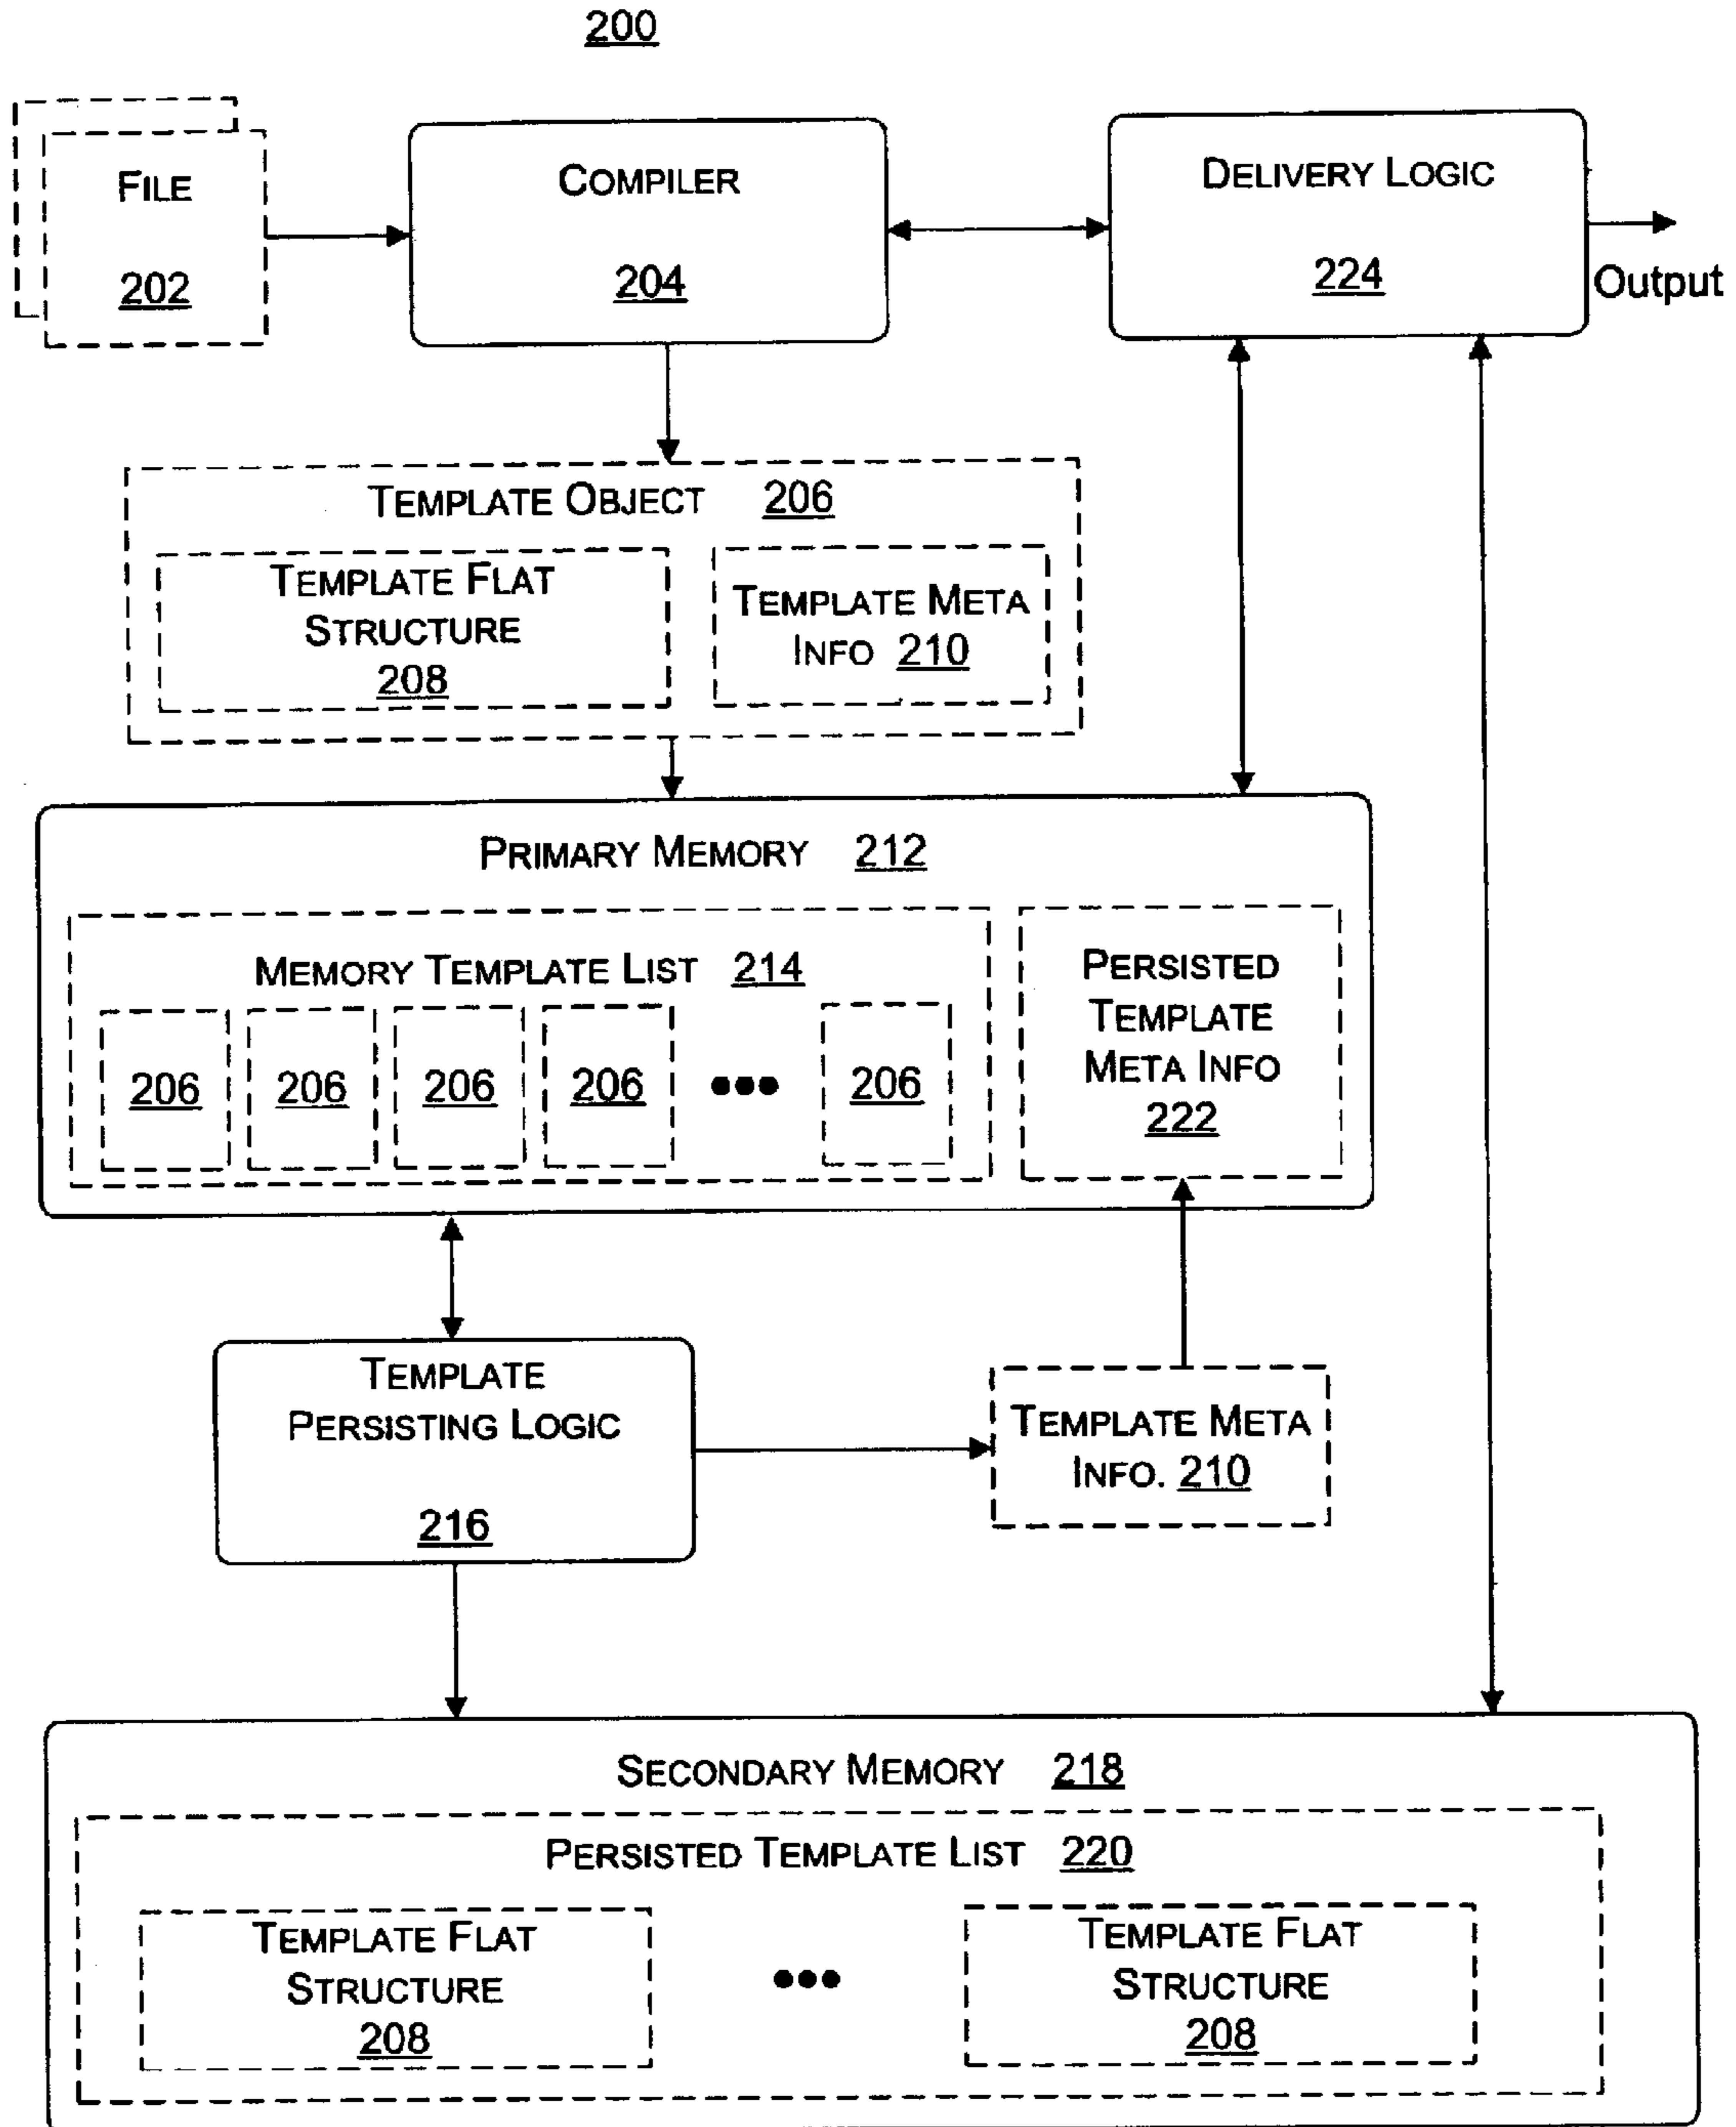 200
FILE
202
COMPILER
204
DELIVERY LOGIC
224
Output
TEMPLATE OBJECT 206
TEMPLATE FLAT
STRUCTURE
208
TEMPLATE META
INFO 210
PRIMARY MEMORY 212
MEMORY TEMPLATE LIST 214
206 206 206 206 ●●● 206
PERSISTED
TEMPLATE
META INFO
222
TEMPLATE
PERSISTING LOGIC
216
TEMPLATE META
INFO. 210
SECONDARY MEMORY 218
PERSISTED TEMPLATE LIST 220
TEMPLATE FLAT
STRUCTURE
208
●●●
TEMPLATE FLAT
STRUCTURE
208